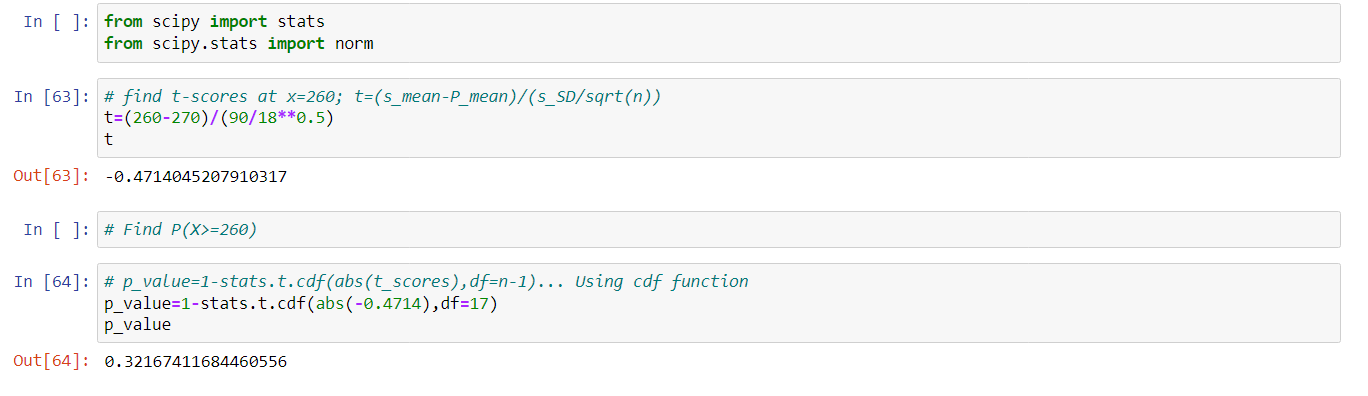 In [ ]: from scipy import stats
from scipy.stats import norm
In [63]: # find t-scores at x=260; t=(s_mean-P_mean)/(s_SD/sqrt(n))
t=(260-270)/(90/18**0.5)
t
Out[63]: -0.4714045207910317
In [ ]: # Find P(X>=260)
In [64]: # p_value=1-stats.t.cdf(abs(t_scores),df=n-1)... Using cdf function
p_value=1-stats.t.cdf(abs(-0.4714),df=17)
p_value
Out[64]: 0.32167411684460556